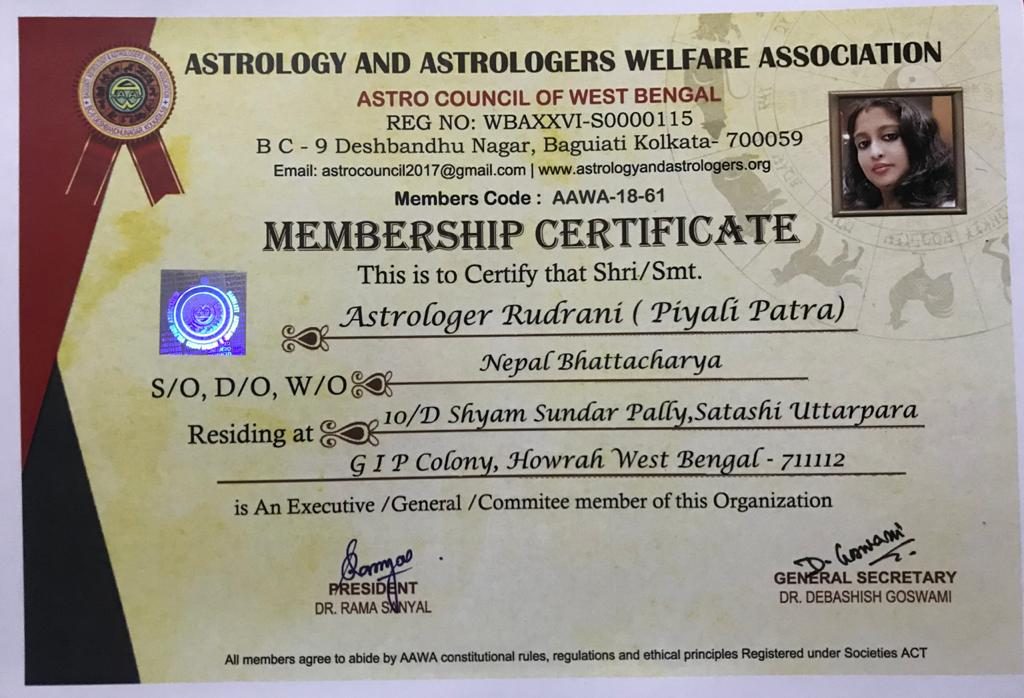 ASTROLOGY AND ASTROLOGERS WELFARE ASSOCIATION
ASTRO COUNCIL OF WEST BENGAL
REG NO: WBAXXVI-S0000115
B C - 9 Deshbandhu Nagar, Baguiati Kolkata- 700059
Email: astrocouncil2017@gmail.com | www.astrologyandastrologers.org
Members Code : AAWA-18-61
MEMBERSHIP CERTIFICATE
This is to Certify that Shri/Smt.
Astrologer Rudrani ( Piyali Patra)
Nepal Bhattacharya
S/O, D/O, W/O
10/D Shyam Sundar Pally,Satashi Uttarpara
Residing at
G I P Colony, Howrah West Bengal - 711112
is An Executive /General /Commitee member of this Organization
D. Goswami
PRESIDENT
GENERAL SECRETARY
DR. RAMA SANYAL
DR. DEBASHISH GOSWAMI
All members agree to abide by AAWA constitutional rules, regulations and ethical principles Registered under Societies ACT